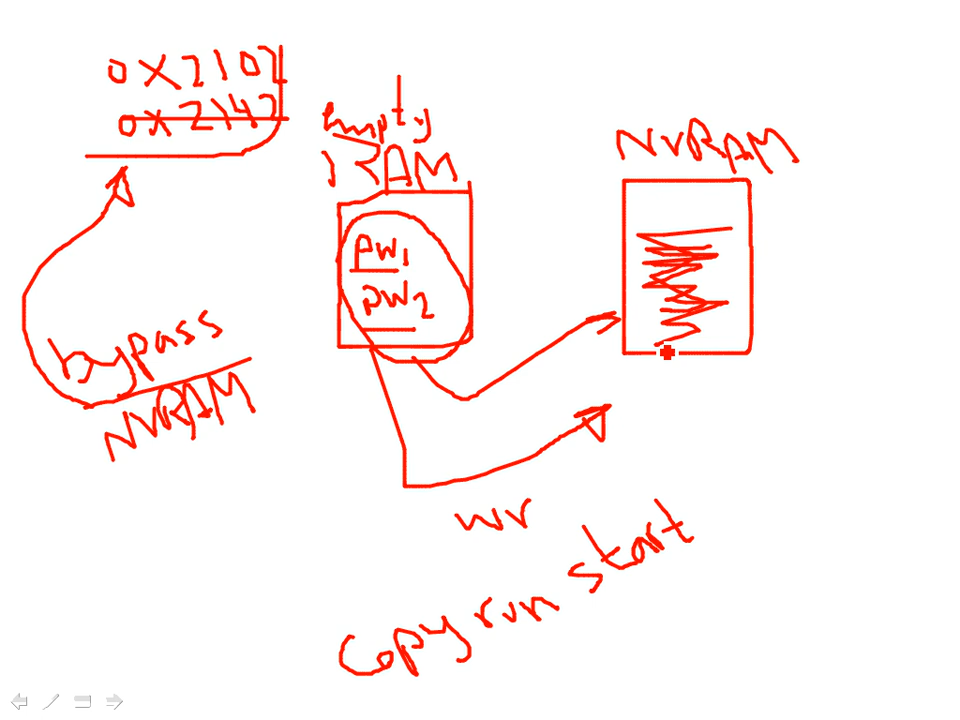 0x2102
0x2142
empty
RAM
NVRAM
pw1
pw2
bypass
NVRAM
wr
Copy run start